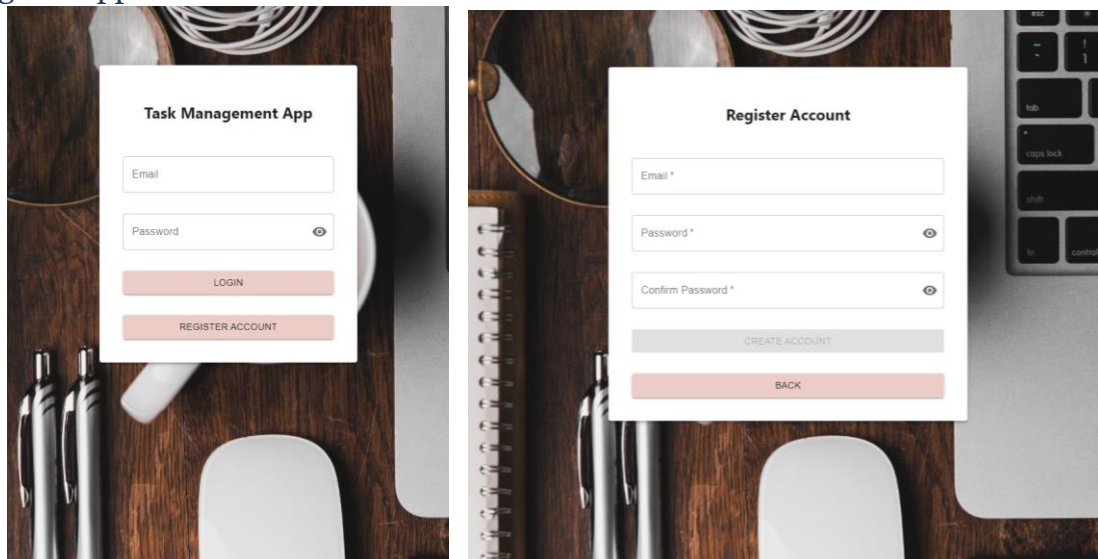 Task Management App
Email
Password
LOGIN
REGISTER ACCOUNT
Register Account
Email *
Password *
Confirm Password *
CREATE ACCOUNT
BACK
esc
~
!
`
1
tab
caps lock
shift
fn
control